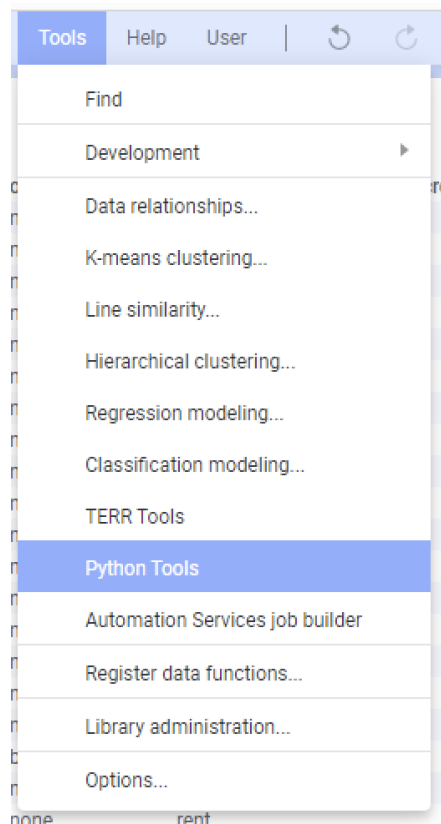 Tools Help User
Find
Development
Data relationships...
K-means clustering...
Line similarity...
Hierarchical clustering...
Regression modeling...
Classification modeling...
TERR Tools
Python Tools
Automation Services job builder
Register data functions...
Library administration...
Options...
none rent